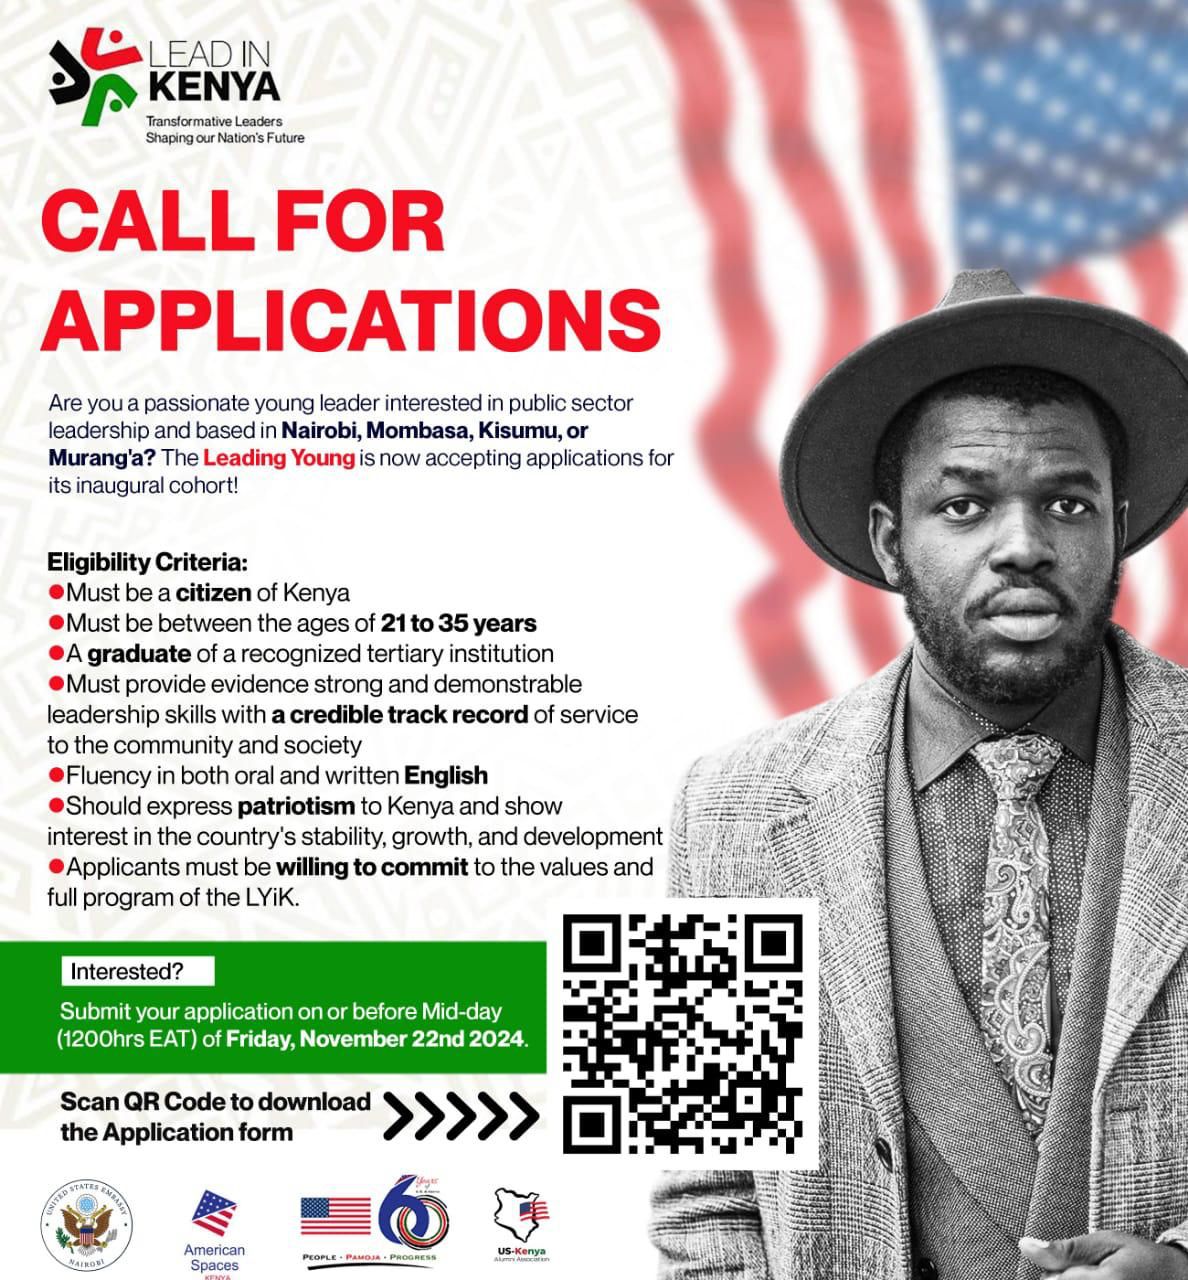 LEAD IN
KENYA
Transformative Leaders
Shaping our Nation's Future
CALL FOR
APPLICATIONS
Are you a passionate young leader interested in public sector
leadership and based in Nairobi, Mombasa, Kisumu, or
Murang'a? The Leading Young is now accepting applications for
its inaugural cohort!
Eligibility Criteria:
●Must be a citizen of Kenya
●Must be between the ages of 21 to 35 years
●A graduate of a recognized tertiary institution
●Must provide evidence strong and demonstrable
leadership skills with a credible track record of service
to the community and society
●Fluency in both oral and written English
●Should express patriotism to Kenya and show
interest in the country's stability, growth, and development
●Applicants must be willing to commit to the values and
full program of the LYiK.
Interested?
Submit your application on or before Mid-day
(1200hrs EAT) of Friday, November 22nd 2024.
Scan QR Code to download
the Application form
UNITED STATES EMBASSY
NAIROBI
American
Spaces
KENYA
60
Years
PEOPLE · PAMOJA · PROGRESS
US-Kenya
Alumni Association